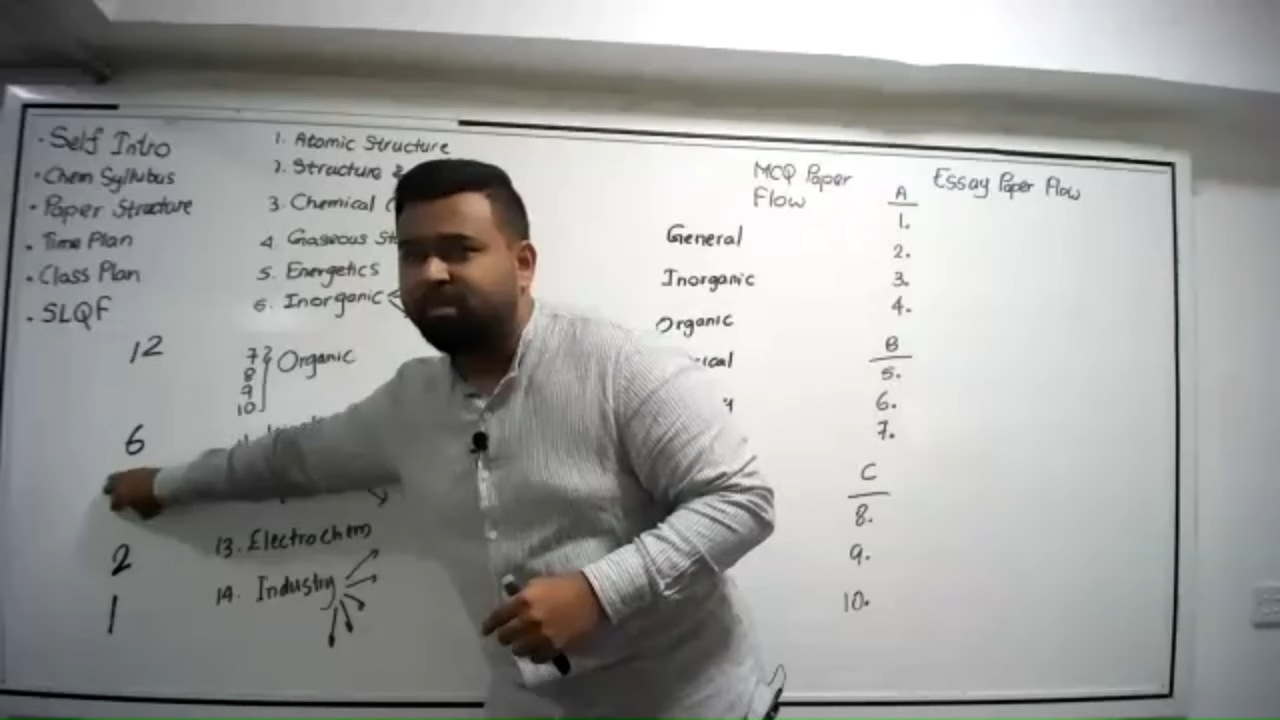 · Self Intro
· Chem Syllubus
· Paper Structure
· Time Plan
· Class Plan
· SLQF
12
6
2
1
1. Atomic Structure
2. Structure &
3. Chemical
4. Gaseous
5. Energetics
6. Inorganic
7
8
9
10
Organic
13. Electrochem
14. Industry
MCQ Paper
Flow
General
Inorganic
Organic
A
1.
2.
3.
4.
B
5.
6.
7.
C
8.
9.
10.
Essay Paper Flow